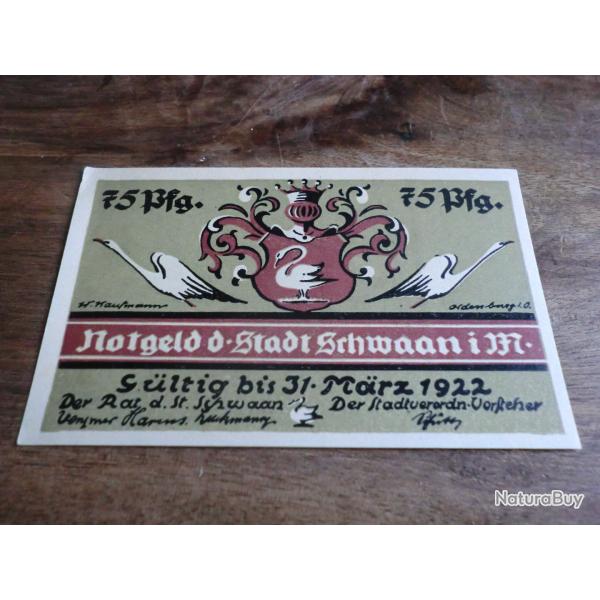 75 Pfg. 75 Pfg.
W. Kaufmann Oldenburg i.O.
Notgeld d. Stadt Schwaan i M.
Gültig bis 31. März 1922
Der Rat d. St. Schwaan Der Stadtverordn.-Vorsteher
NaturaBuy